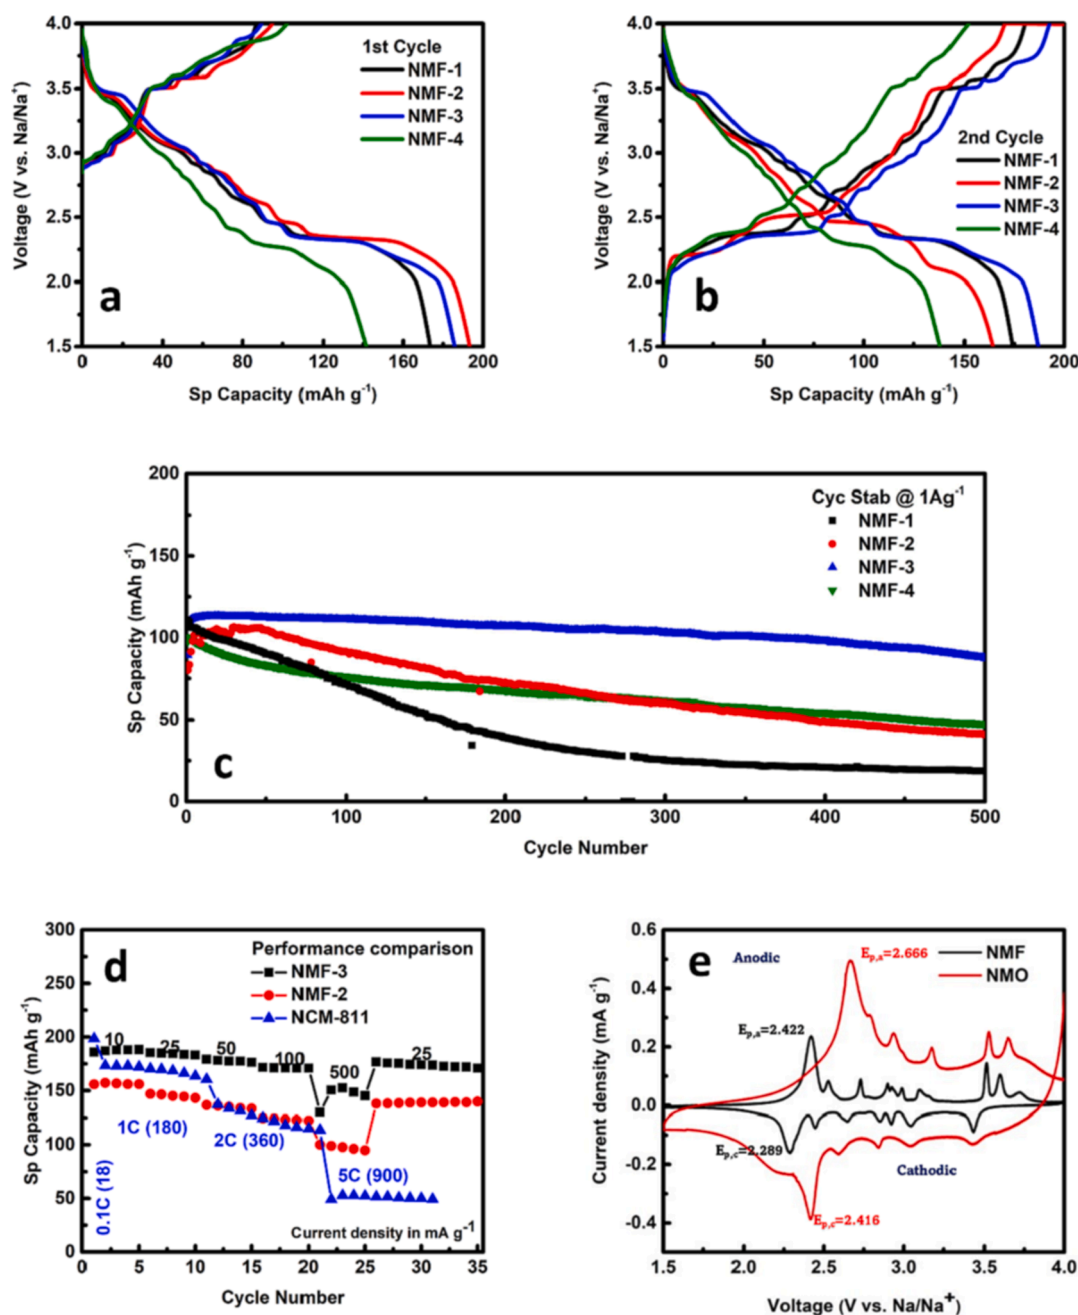 4.0
3.5
3.0
2.5
2.0
1.5
Voltage (V vs. Na/Na⁺)
1st Cycle
NMF-1
NMF-2
NMF-3
NMF-4
a
0 40 80 120 160 200
Sp Capacity (mAh g⁻¹)
4.0
3.5
3.0
2.5
2.0
1.5
Voltage (V vs. Na/Na⁺)
2nd Cycle
NMF-1
NMF-2
NMF-3
NMF-4
b
0 50 100 150 200
Sp Capacity (mAh g⁻¹)
200
150
100
50
0
Sp Capacity (mAh g⁻¹)
Cyc Stab @ 1Ag⁻¹
NMF-1
NMF-2
NMF-3
NMF-4
c
0 100 200 300 400 500
Cycle Number
300
250
200
150
100
50
0
Sp Capacity (mAh g⁻¹)
d
Performance comparison
NMF-3
NMF-2
NCM-811
10 25 50 100 500 25
1C (180)
2C (360)
5C (900)
0.1C (18)
Current density in mA g⁻¹
0 5 10 15 20 25 30 35
Cycle Number
0.6
0.4
0.2
0.0
-0.2
-0.4
Current density (mA g⁻¹)
e
Anodic
Eₚ,ₐ=2.666
NMF
NMO
Eₚ,ₐ=2.422
Eₚ,c=2.289
Cathodic
Eₚ,c=2.416
1.5 2.0 2.5 3.0 3.5 4.0
Voltage (V vs. Na/Na⁺)